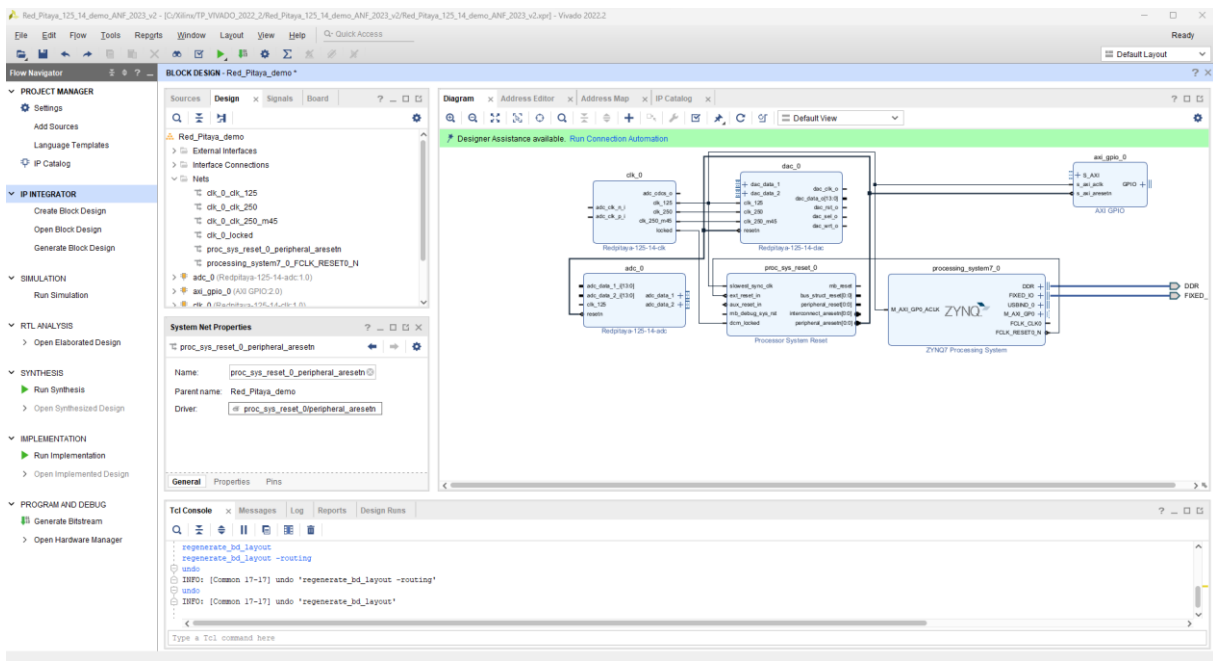 Red_Pitaya_125_14_demo_ANF_2023_v2 - [C:/Xilinx/TP_VIVADO_2022_2/Red_Pitaya_125_14_demo_ANF_2023_v2/Red_Pitaya_125_14_demo_ANF_2023_v2.xpr] - Vivado 2022.2
File Edit Flow Tools Reports Window Layout View Help Quick Access Ready
Default Layout
Flow Navigator
PROJECT MANAGER
Settings
Add Sources
Language Templates
IP Catalog
IP INTEGRATOR
Create Block Design
Open Block Design
Generate Block Design
SIMULATION
Run Simulation
RTL ANALYSIS
Open Elaborated Design
SYNTHESIS
Run Synthesis
Open Synthesized Design
IMPLEMENTATION
Run Implementation
Open Implemented Design
PROGRAM AND DEBUG
Generate Bitstream
Open Hardware Manager
BLOCK DESIGN - Red_Pitaya_demo *
Sources Design Signals Board
Red_Pitaya_demo
External Interfaces
Interface Connections
Nets
clk_0_clk_125
clk_0_clk_250
clk_0_clk_250_m45
clk_0_locked
proc_sys_reset_0_peripheral_aresetn
processing_system7_0_FCLK_RESET0_N
adc_0 (Redpitaya-125-14-adc:1.0)
axi_gpio_0 (AXI GPIO:2.0)
clk_0 (Redpitaya-125-14-clk:1.0)
System Net Properties
proc_sys_reset_0_peripheral_aresetn
Name: proc_sys_reset_0_peripheral_aresetn
Parent name: Red_Pitaya_demo
Driver: proc_sys_reset_0/peripheral_aresetn
General Properties Pins
Diagram Address Editor Address Map IP Catalog
Default View
Designer Assistance available. Run Connection Automation
clk_0
adc_cdcs_o
adc_clk_n_i
clk_125
adc_clk_p_i
clk_250
clk_250_m45
locked
Redpitaya-125-14-clk
dac_0
dac_data_1
dac_data_2
clk_125
clk_250
clk_250_m45
resetn
dac_clk_o
dac_data_o[13:0]
dac_rst_o
dac_sel_o
dac_wrt_o
Redpitaya-125-14-dac
axi_gpio_0
S_AXI
s_axi_aclk
s_axi_aresetn
GPIO
AXI GPIO
adc_0
adc_data_1_i[13:0]
adc_data_2_i[13:0]
clk_125
resetn
adc_data_1
adc_data_2
Redpitaya-125-14-adc
proc_sys_reset_0
slowest_sync_clk
ext_reset_in
aux_reset_in
mb_debug_sys_rst
dcm_locked
mb_reset
bus_struct_reset[0:0]
peripheral_reset[0:0]
interconnect_aresetn[0:0]
peripheral_aresetn[0:0]
Processor System Reset
processing_system7_0
M_AXI_GP0_ACLK
ZYNQ
DDR
FIXED_IO
USBIND_0
M_AXI_GP0
FCLK_CLK0
FCLK_RESET0_N
ZYNQ7 Processing System
DDR
FIXED_
Tcl Console Messages Log Reports Design Runs
regenerate_bd_layout
regenerate_bd_layout -routing
undo
INFO: [Common 17-17] undo 'regenerate_bd_layout -routing'
undo
INFO: [Common 17-17] undo 'regenerate_bd_layout'
Type a Tcl command here